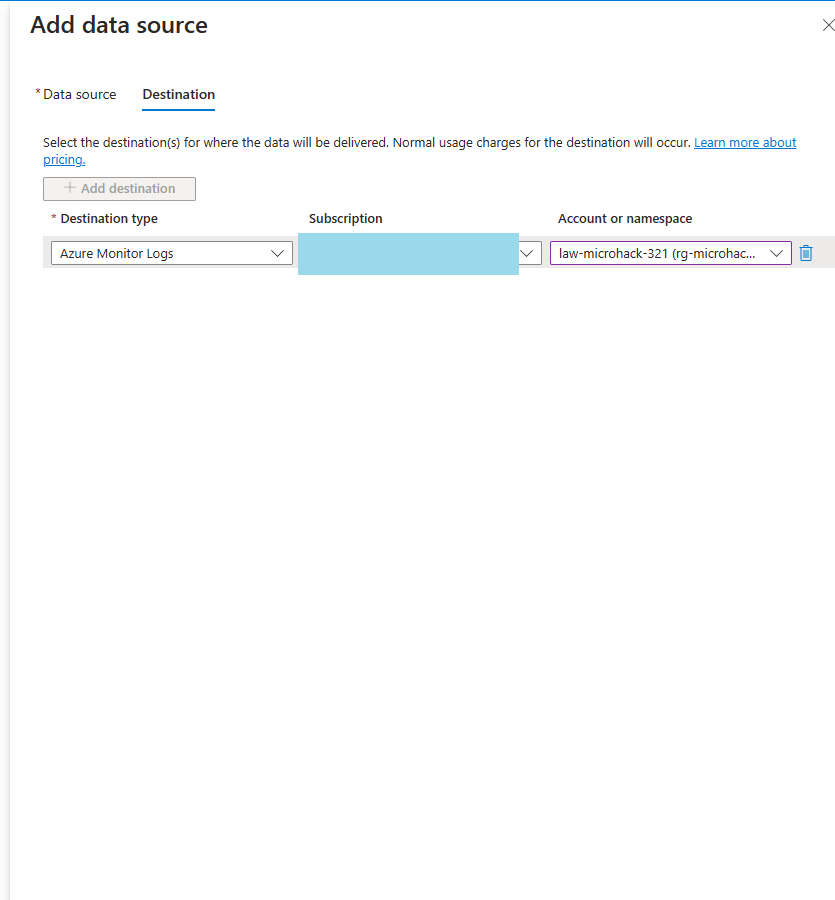 Add data source
* Data source Destination
Select the destination(s) for where the data will be delivered. Normal usage charges for the destination will occur. Learn more about
pricing.
+ Add destination
* Destination type Subscription Account or namespace
Azure Monitor Logs law-microhack-321 (rg-microhac...